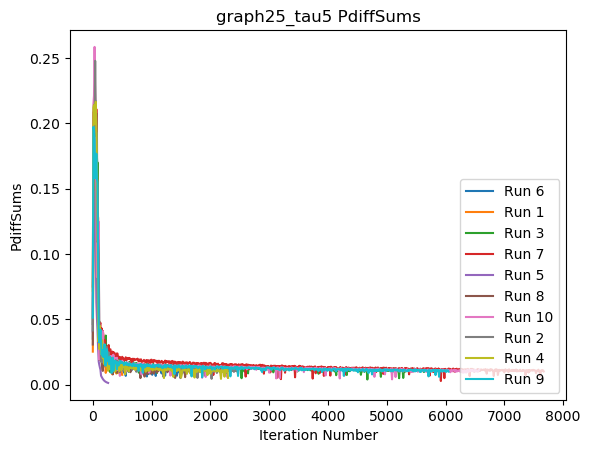 graph25_tau5 PdiffSums
PdiffSums
0.25
0.20
0.15
0.10
0.05
0.00
Run 6
Run 1
Run 3
Run 7
Run 5
Run 8
Run 10
Run 2
Run 4
Run 9
0 1000 2000 3000 4000 5000 6000 7000 8000
Iteration Number